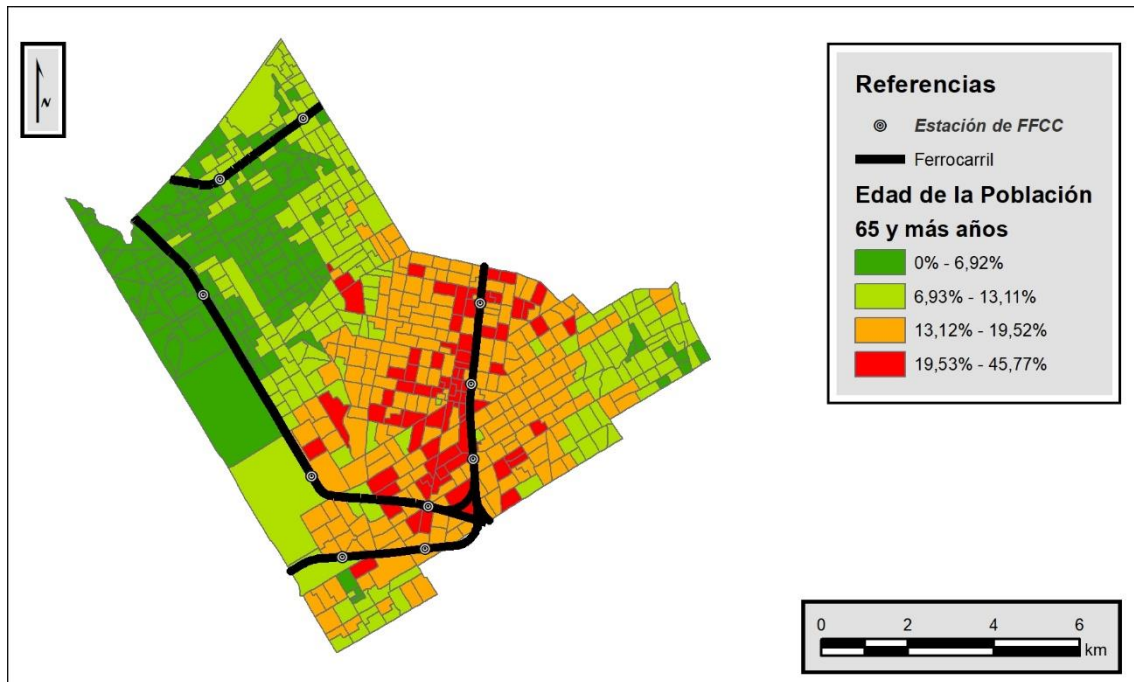 N
Referencias
Estación de FFCC
Ferrocarril
Edad de la Población
65 y más años
0% - 6,92%
6,93% - 13,11%
13,12% - 19,52%
19,53% - 45,77%
0 2 4 6
km